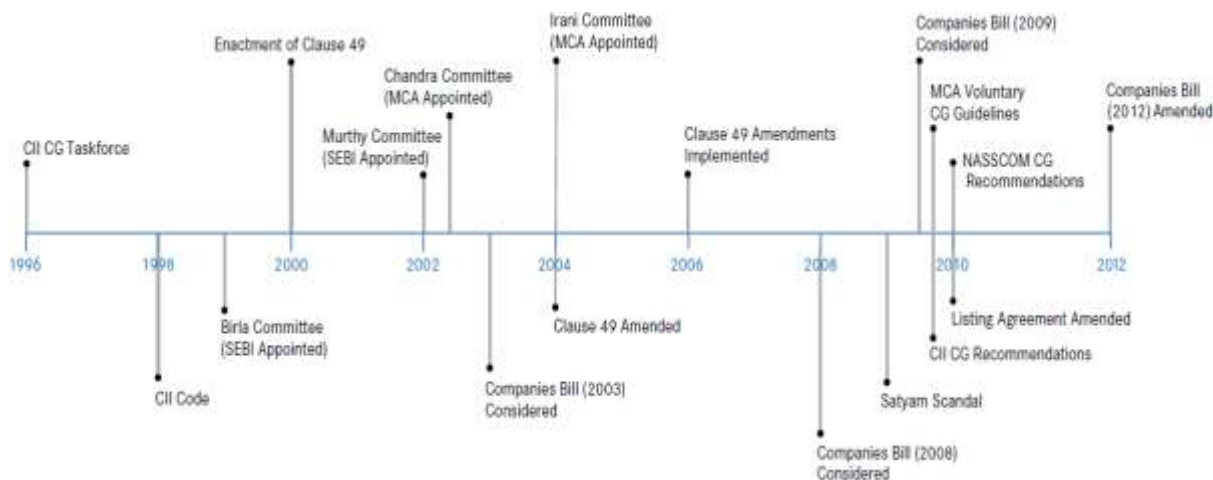 CII CG Taskforce
Enactment of Clause 49
Murthy Committee
(SEBI Appointed)
Chandra Committee
(MCA Appointed)
Irani Committee
(MCA Appointed)
Clause 49 Amendments
Implemented
Companies Bill (2009)
Considered
MCA Voluntary
CG Guidelines
NASSCOM CG
Recommendations
Companies Bill
(2012) Amended
1996
1998
2000
2002
2004
2006
2008
2010
2012
CII Code
Birla Committee
(SEBI Appointed)
Companies Bill (2003)
Considered
Clause 49 Amended
Companies Bill (2008)
Considered
Satyam Scandal
CII CG Recommendations
Listing Agreement Amended